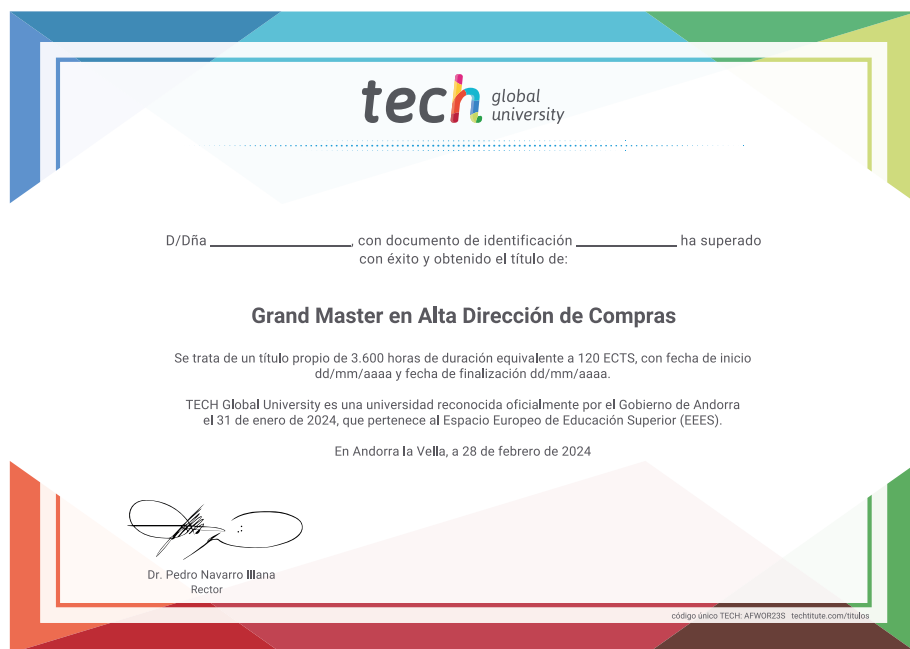 tech global university
D/Dña ________________, con documento de identificación ____________ ha superado
con éxito y obtenido el título de:
Grand Master en Alta Dirección de Compras
Se trata de un título propio de 3.600 horas de duración equivalente a 120 ECTS, con fecha de inicio
dd/mm/aaaa y fecha de finalización dd/mm/aaaa.
TECH Global University es una universidad reconocida oficialmente por el Gobierno de Andorra
el 31 de enero de 2024, que pertenece al Espacio Europeo de Educación Superior (EEES).
En Andorra la Vella, a 28 de febrero de 2024
Dr. Pedro Navarro Illana
Rector
código único TECH: AFWOR23S techtitute.com/titulos